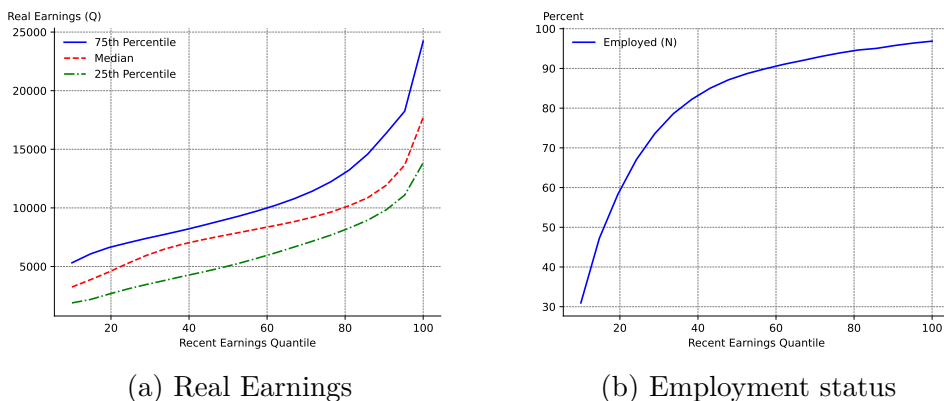 Real Earnings (Q)
25000
20000
15000
10000
5000
75th Percentile
Median
25th Percentile
20 40 60 80 100
Recent Earnings Quantile
(a) Real Earnings
Percent
100
90
80
70
60
50
40
30
Employed (N)
20 40 60 80 100
Recent Earnings Quantile
(b) Employment status